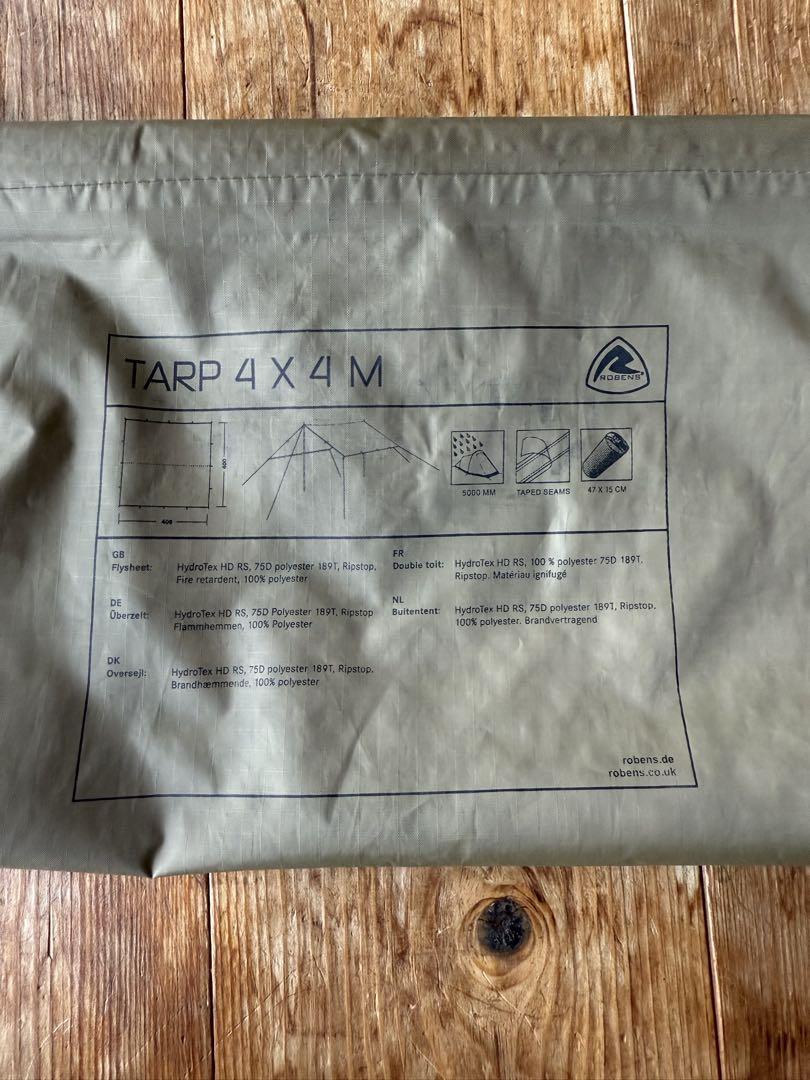 TARP 4 X 4 M
ROBENS
400
400
5000 MM
TAPED SEAMS
47 X 15 CM
GB
Flysheet: HydroTex HD RS, 75D polyester 189T, Ripstop,
Fire retardent, 100% polyester
FR
Double toit: HydroTex HD RS, 100 % polyester 75D 189T,
Ripstop. Matériau ignifugé
DE
Überzelt: HydroTex HD RS, 75D Polyester 189T, Ripstop
Flammhemmen, 100% Polyester
NL
Buitentent: HydroTex HD RS, 75D polyester 189T, Ripstop,
100% polyester. Brandvertragend
DK
Oversejl: HydroTex HD RS, 75D polyester 189T, Ripstop.
Brandhæmmende, 100% polyester
robens.de
robens.co.uk